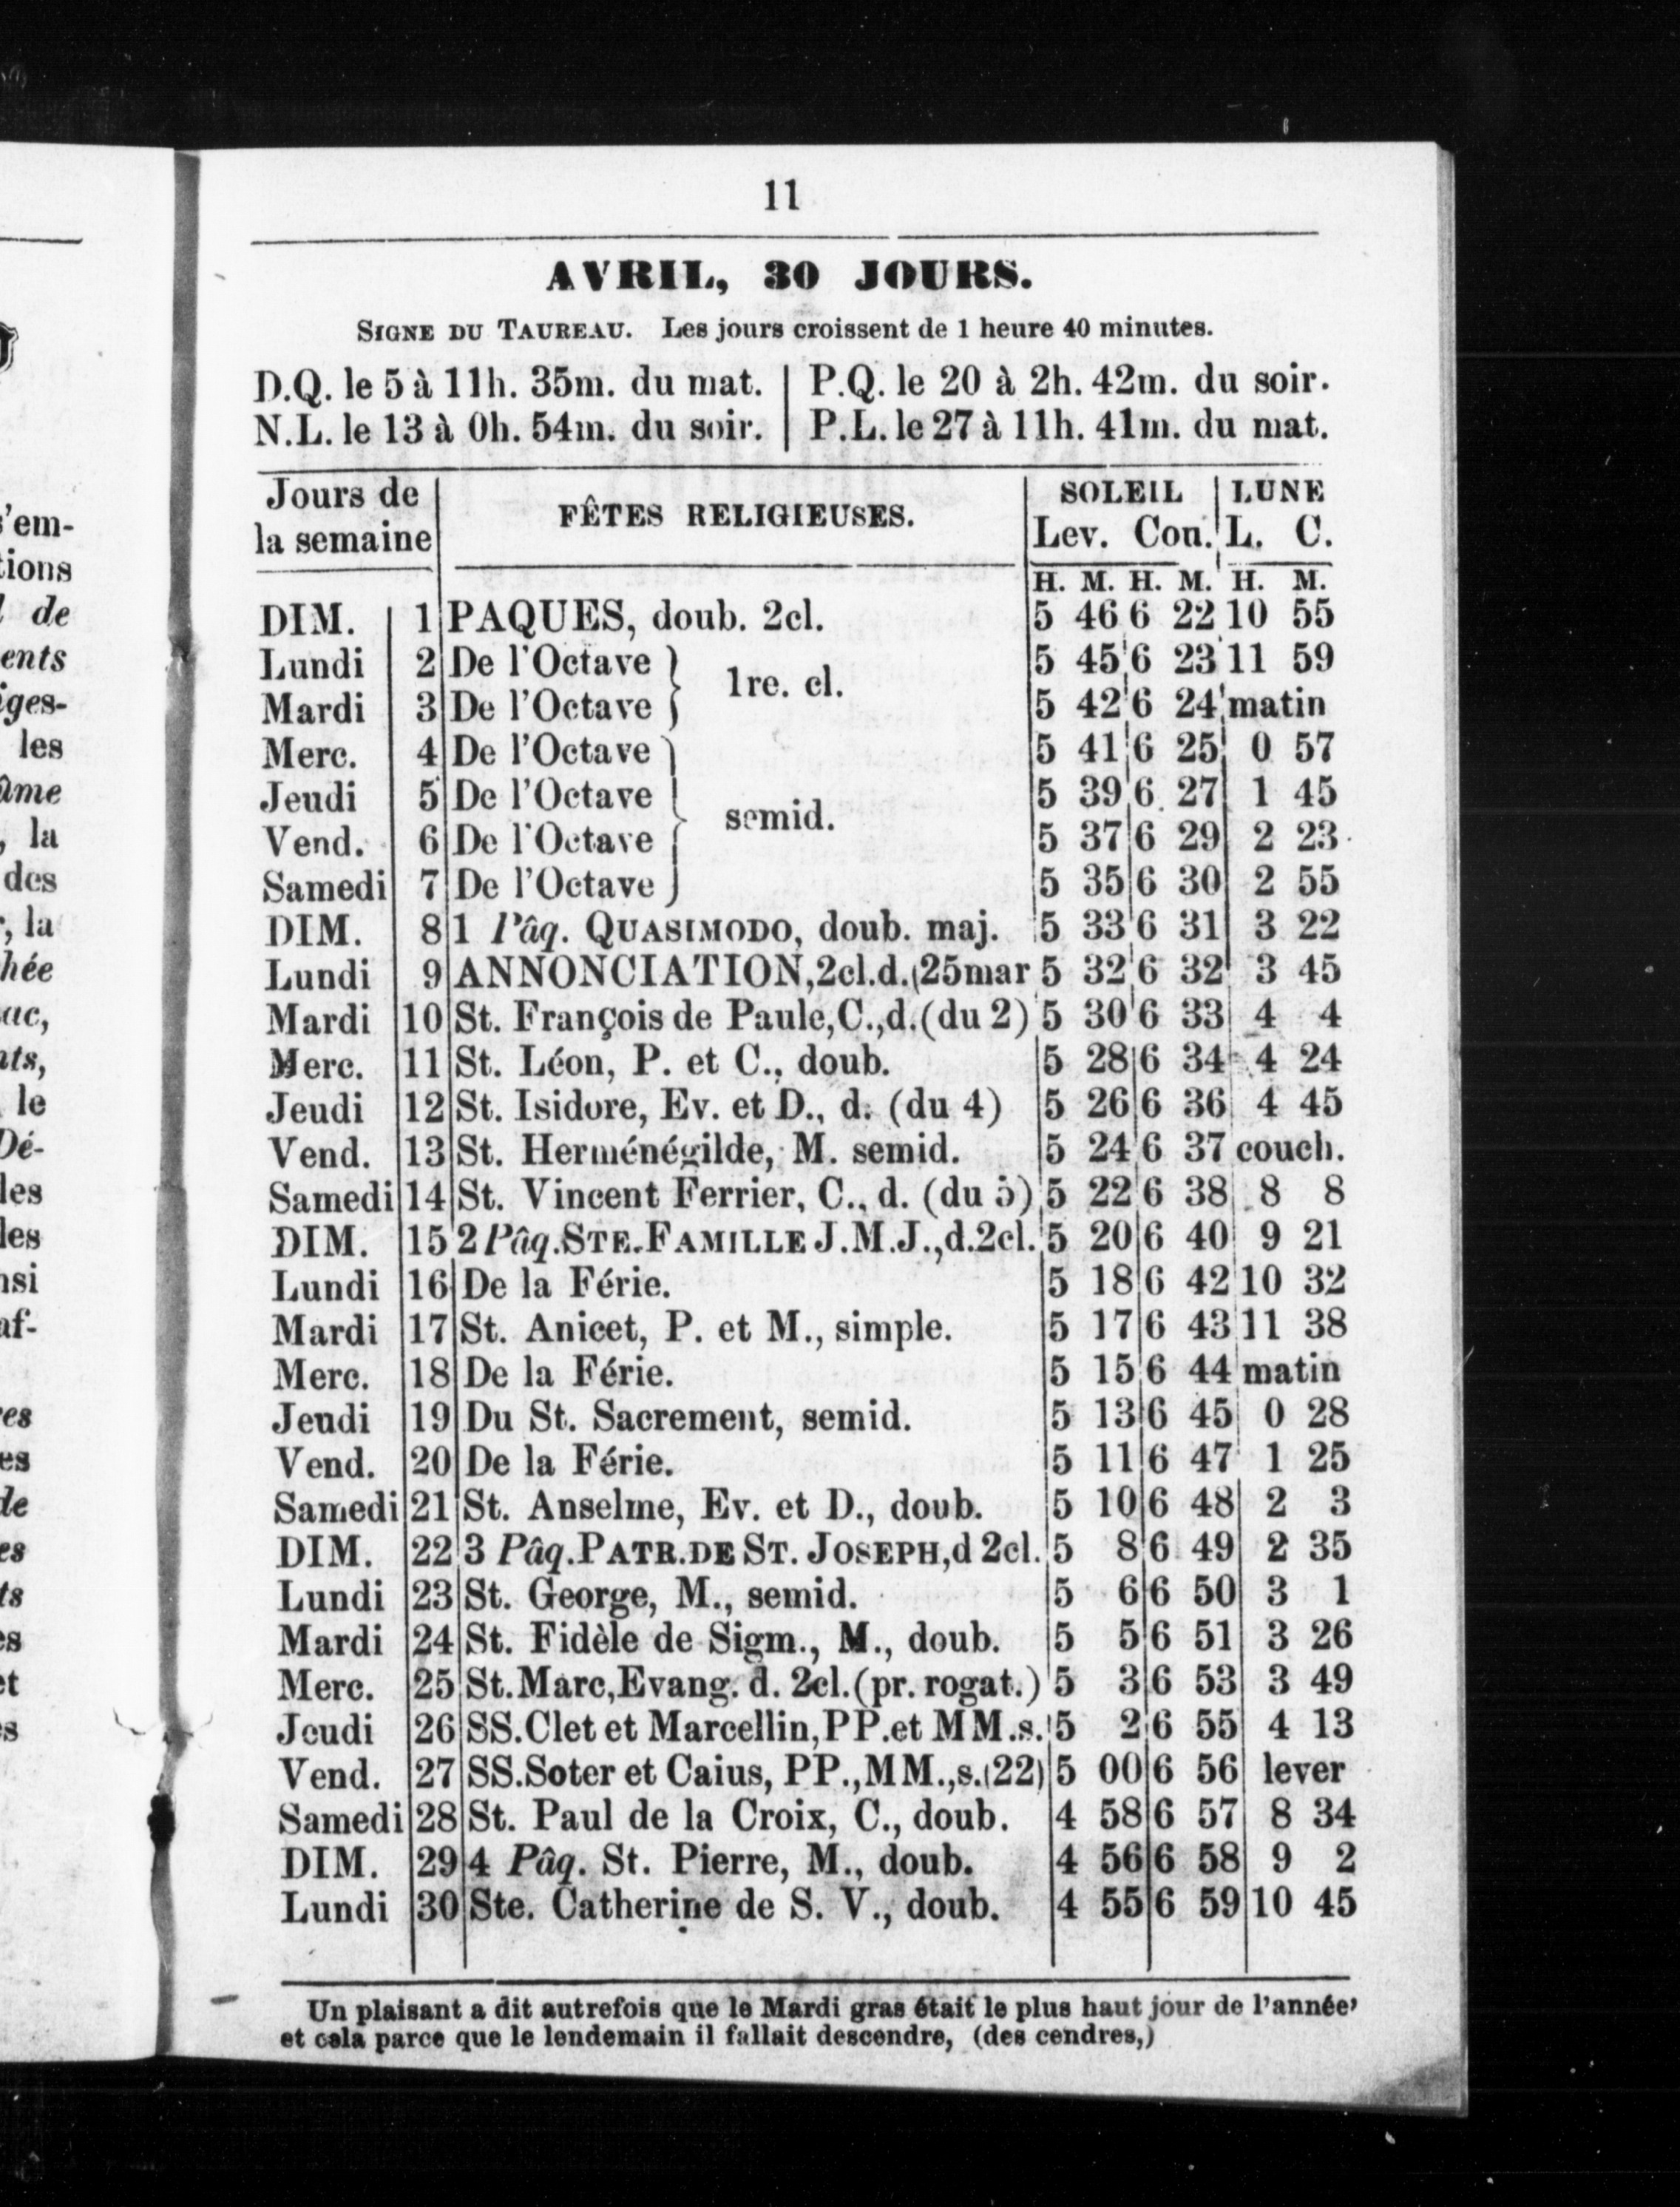 11
AVRIL, 30 JOURS.
SIGNE DU TAUREAU. Les jours croissent de 1 heure 40 minutes.
D.Q. le 5 à 11h. 35m. du mat. | P.Q. le 20 à 2h. 42m. du soir.
N.L. le 13 à 0h. 54m. du soir. | P.L. le 27 à 11h. 41m. du mat.
Jours de la semaine | FÊTES RELIGIEUSES. | SOLEIL Lev. Cou. | LUNE L. C.
H. M. H. M. H. M.
DIM. 1 PAQUES, doub. 2cl. 5 46 6 22 10 55
Lundi 2 De l'Octave } 1re. cl. 5 45 6 23 11 59
Mardi 3 De l'Octave } 5 42 6 24 matin
Merc. 4 De l'Octave } 5 41 6 25 0 57
Jeudi 5 De l'Octave } semid. 5 39 6 27 1 45
Vend. 6 De l'Octave } 5 37 6 29 2 23
Samedi 7 De l'Octave } 5 35 6 30 2 55
DIM. 8 1 Pâq. QUASIMODO, doub. maj. 5 33 6 31 3 22
Lundi 9 ANNONCIATION,2cl.d.(25mar 5 32 6 32 3 45
Mardi 10 St. François de Paule,C.,d.(du 2) 5 30 6 33 4 4
Merc. 11 St. Léon, P. et C., doub. 5 28 6 34 4 24
Jeudi 12 St. Isidore, Ev. et D., d. (du 4) 5 26 6 36 4 45
Vend. 13 St. Herménégilde, M. semid. 5 24 6 37 couch.
Samedi 14 St. Vincent Ferrier, C., d. (du 5) 5 22 6 38 8 8
DIM. 15 2 Pâq.STE.FAMILLE J.M.J.,d.2cl. 5 20 6 40 9 21
Lundi 16 De la Férie. 5 18 6 42 10 32
Mardi 17 St. Anicet, P. et M., simple. 5 17 6 43 11 38
Merc. 18 De la Férie. 5 15 6 44 matin
Jeudi 19 Du St. Sacrement, semid. 5 13 6 45 0 28
Vend. 20 De la Férie. 5 11 6 47 1 25
Samedi 21 St. Anselme, Ev. et D., doub. 5 10 6 48 2 3
DIM. 22 3 Pâq.PATR.DE ST. JOSEPH,d 2cl. 5 8 6 49 2 35
Lundi 23 St. George, M., semid. 5 6 6 50 3 1
Mardi 24 St. Fidèle de Sigm., M., doub. 5 5 6 51 3 26
Merc. 25 St.Marc,Evang. d. 2cl.(pr. rogat.) 5 3 6 53 3 49
Jeudi 26 SS.Clet et Marcellin,PP.et MM.s. 5 2 6 55 4 13
Vend. 27 SS.Soter et Caius, PP.,MM.,s.(22) 5 00 6 56 lever
Samedi 28 St. Paul de la Croix, C., doub. 4 58 6 57 8 34
DIM. 29 4 Pâq. St. Pierre, M., doub. 4 56 6 58 9 2
Lundi 30 Ste. Catherine de S. V., doub. 4 55 6 59 10 45
Un plaisant a dit autrefois que le Mardi gras était le plus haut jour de l'année,
et cela parce que le lendemain il fallait descendre, (des cendres,)